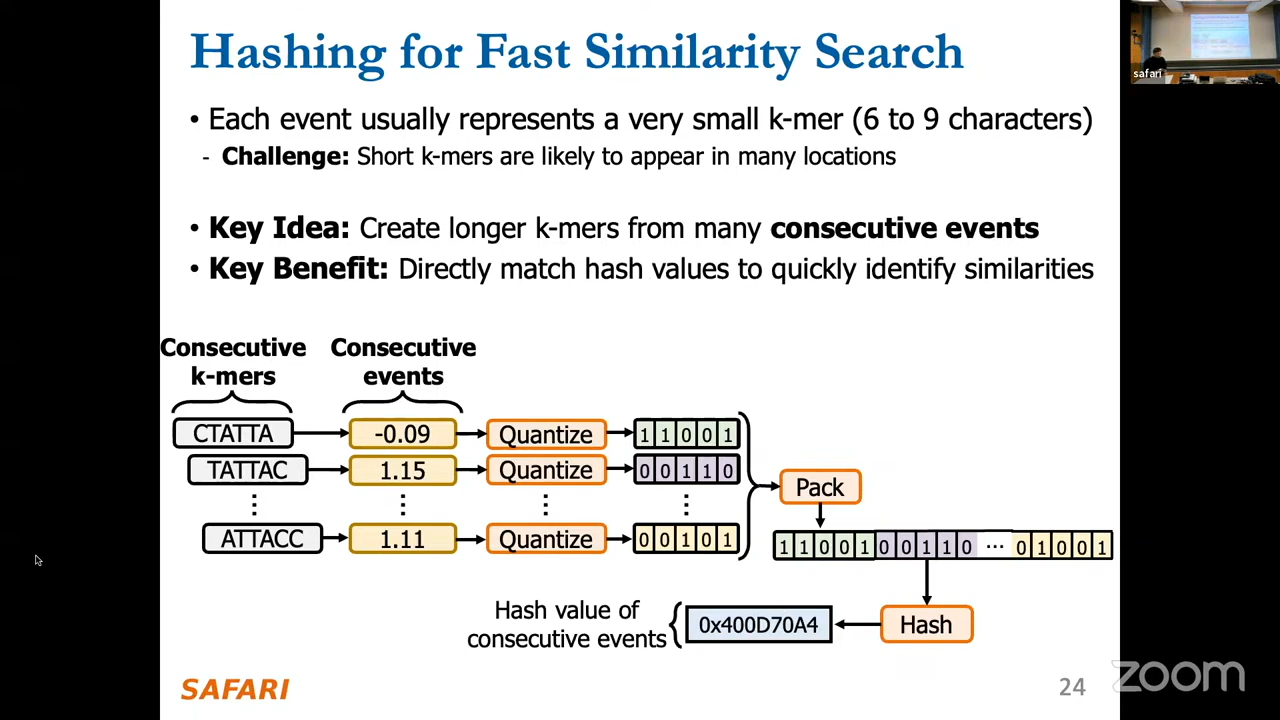 Hashing for Fast Similarity Search
safari
• Each event usually represents a very small k-mer (6 to 9 characters)
- Challenge: Short k-mers are likely to appear in many locations
• Key Idea: Create longer k-mers from many consecutive events
• Key Benefit: Directly match hash values to quickly identify similarities
Consecutive k-mers
Consecutive events
CTATTA -0.09 Quantize 1 1 0 0 1
TATTAC 1.15 Quantize 0 0 1 1 0
⋮ ⋮ ⋮ ⋮
ATTACC 1.11 Quantize 0 0 1 0 1
Pack
1 1 0 0 1 0 0 1 1 0 ... 0 1 0 0 1
Hash
0x400D70A4
Hash value of
consecutive events
SAFARI
24
zoom